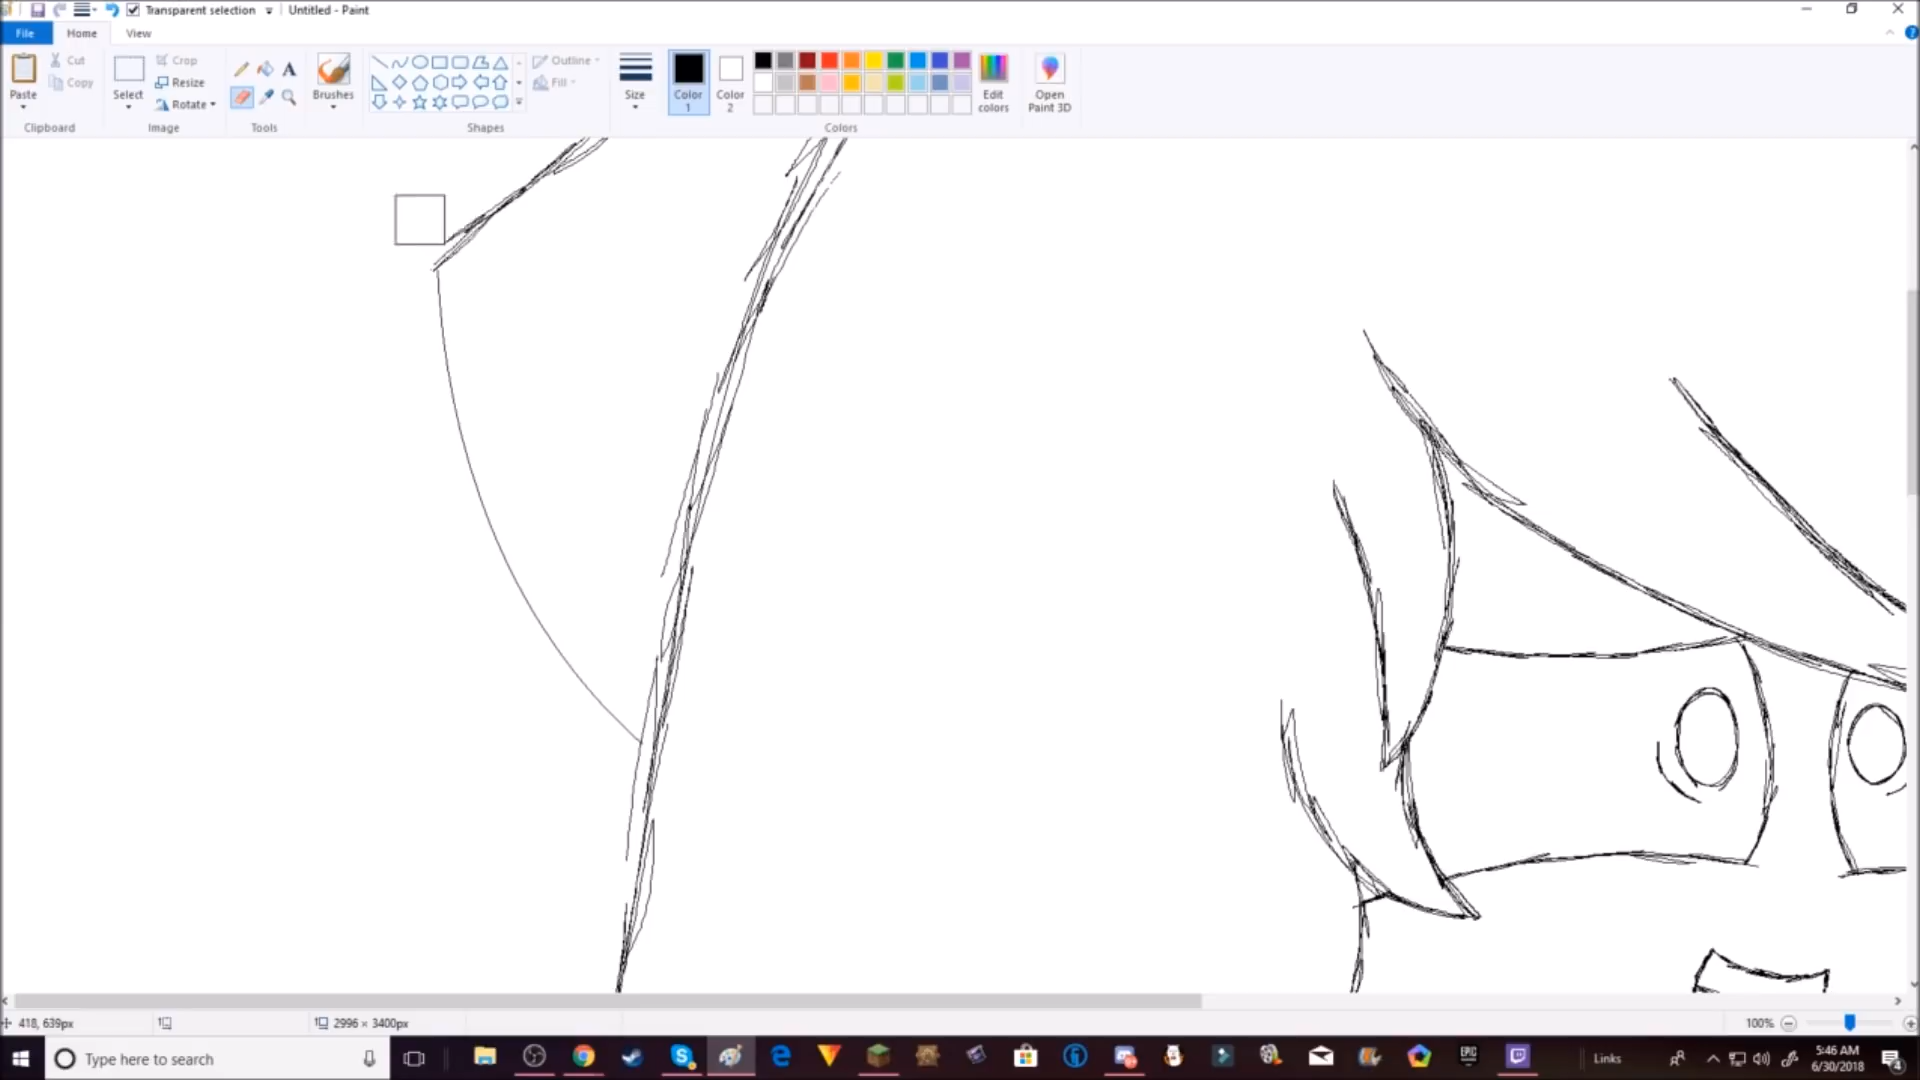 Transparent selection
Untitled - Paint
File
Home
View
Paste
Cut
Copy
Clipboard
Select
Crop
Resize
Rotate
Image
A
Tools
Brushes
Shapes
Outline
Fill
Size
Color 1
Color 2
Colors
Edit colors
Open Paint 3D
418, 639px
2996 × 3400px
100%
Type here to search
EPIC
Links
5:46 AM
6/30/2018
4